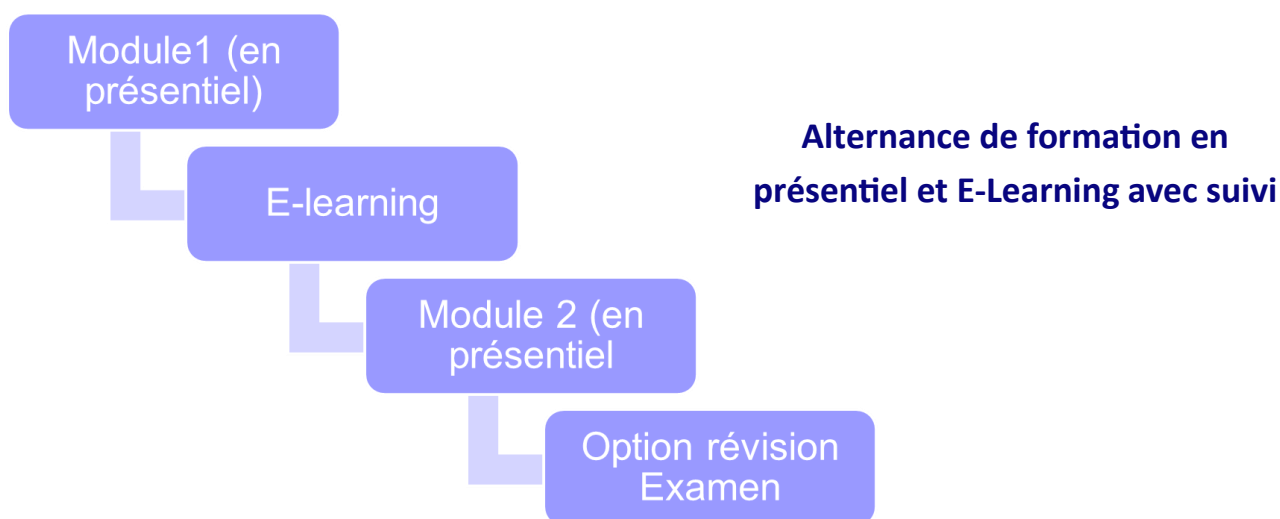 Module1 (en
présentiel)
E-learning
Module 2 (en
présentiel
Option révision
Examen
Alternance de formation en
présentiel et E-Learning avec suivi